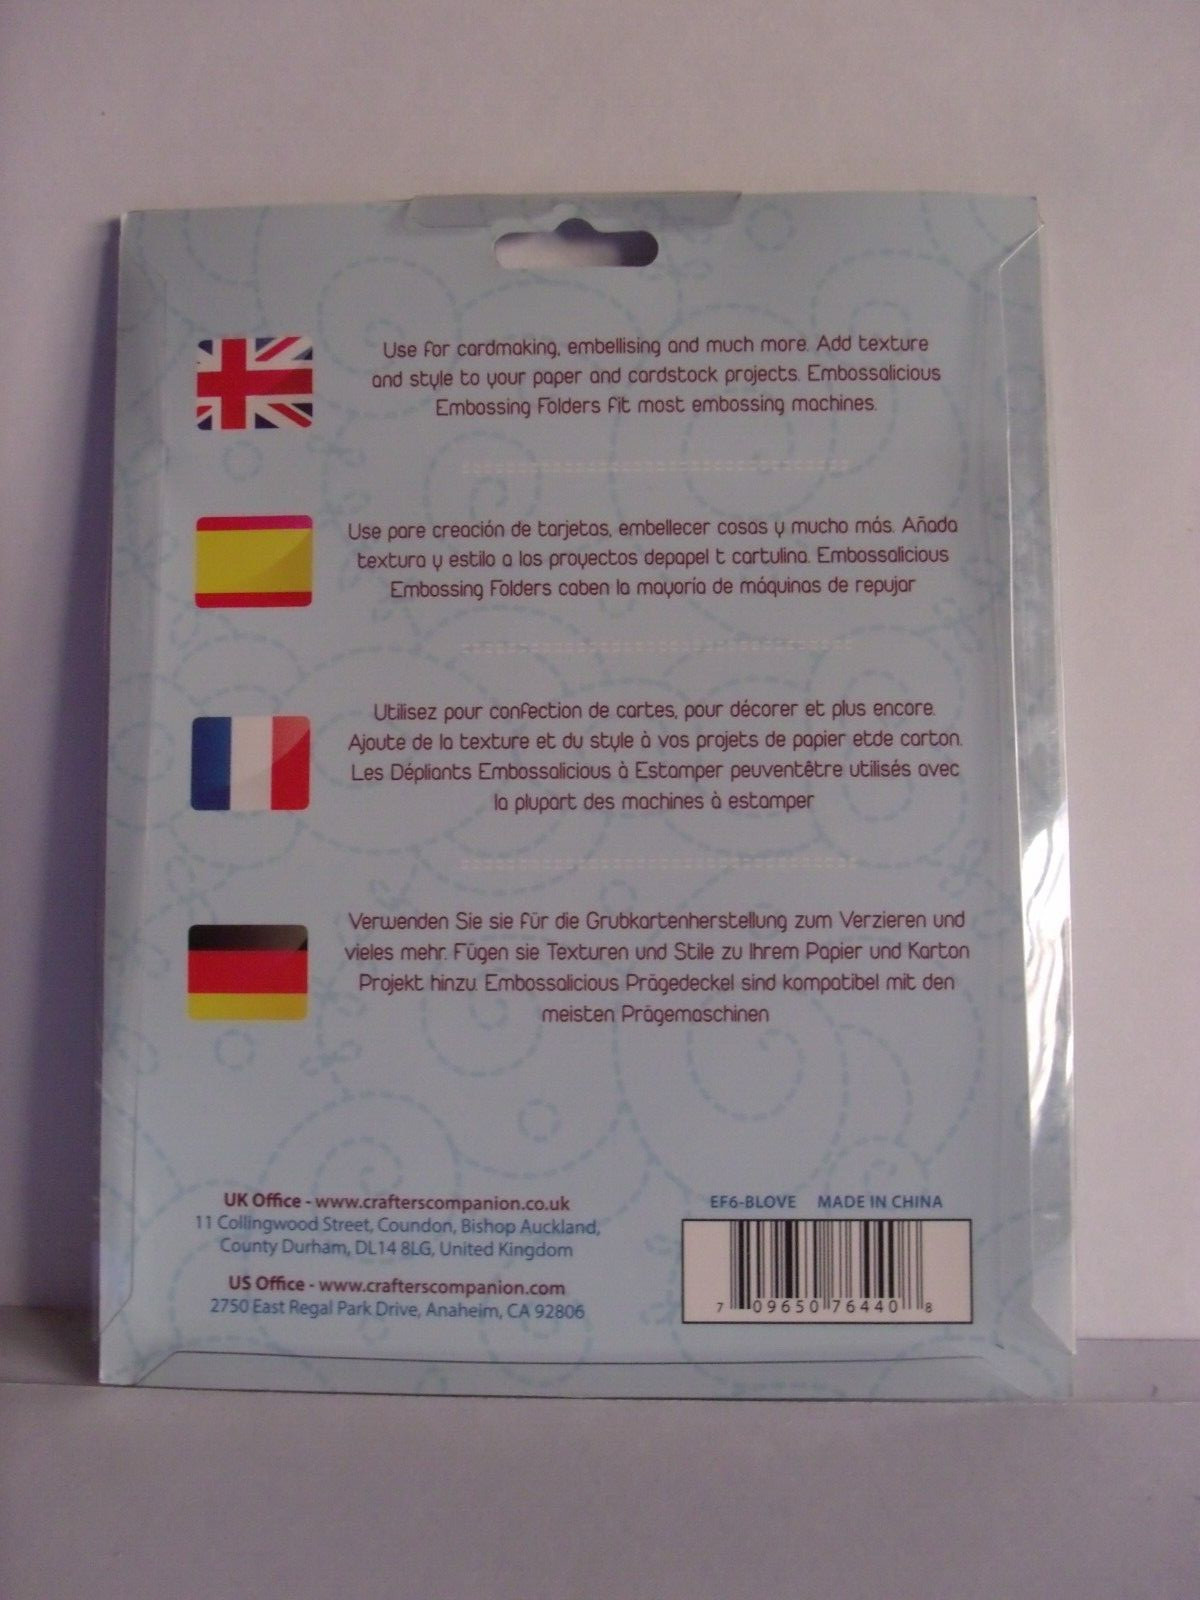 Use for cardmaking, embellising and much more. Add texture
and style to your paper and cardstock projects. Embossalicious
Embossing Folders fit most embossing machines.
Use pare creación de tarjetas, embellecer cosas y mucho más. Añada
textura y estilo a los proyectos depapel t cartulina. Embossalicious
Embossing Folders caben la mayoría de máquinas de repujar
Utilisez pour confection de cartes, pour décorer et plus encore.
Ajoute de la texture et du style à vos projets de papier etde carton.
Les Dépliants Embossalicious à Estamper peuventêtre utilisés avec
la plupart des machines à estamper
Verwenden Sie sie für die Grubkartenherstellung zum Verzieren und
vieles mehr. Fügen sie Texturen und Stile zu Ihrem Papier und Karton
Projekt hinzu. Embossalicious Prägedeckel sind kompatibel mit den
meisten Prägemaschinen
UK Office - www.crafterscompanion.co.uk
11 Collingwood Street, Coundon, Bishop Auckland,
County Durham, DL14 8LG, United Kingdom
US Office - www.crafterscompanion.com
2750 East Regal Park Drive, Anaheim, CA 92806
EF6-BLOVE MADE IN CHINA
7 09650 76440 8